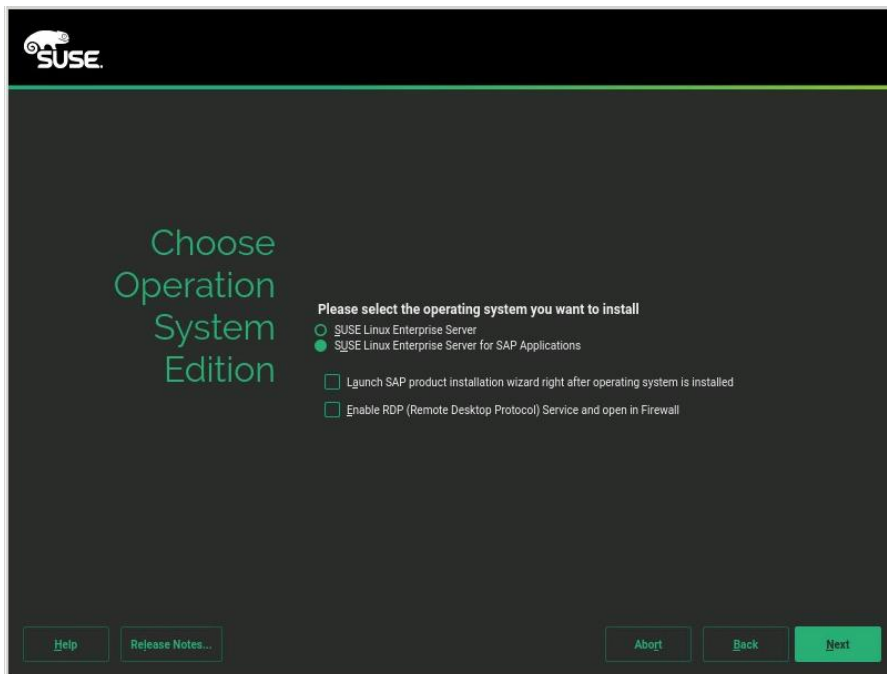 SUSE.
Choose
Operation
System
Edition
Please select the operating system you want to install
SUSE Linux Enterprise Server
SUSE Linux Enterprise Server for SAP Applications
Launch SAP product installation wizard right after operating system is installed
Enable RDP (Remote Desktop Protocol) Service and open in Firewall
Help
Release Notes...
Abort
Back
Next